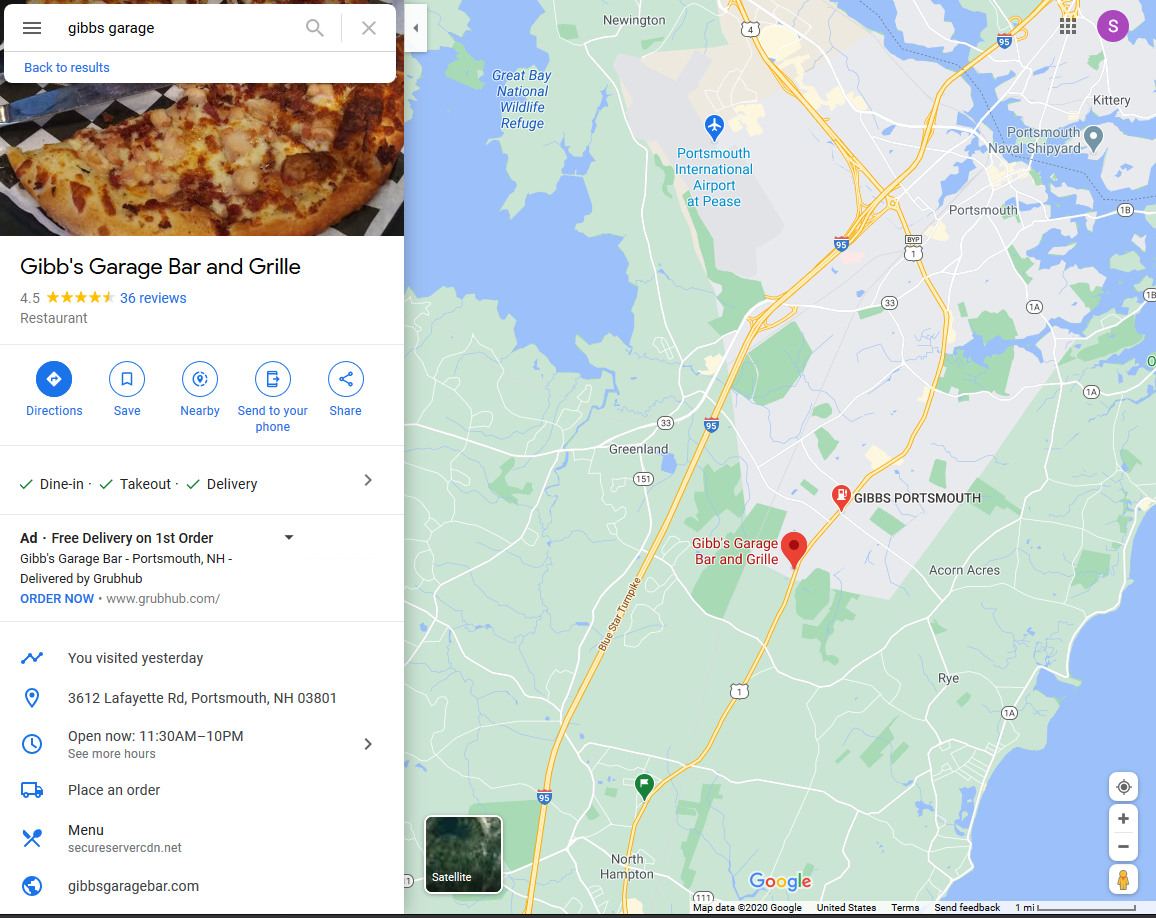 gibbs garage
Back to results
Gibb's Garage Bar and Grille
4.5 36 reviews
Restaurant
Directions
Save
Nearby
Send to your
phone
Share
Dine-in · Takeout · Delivery
Ad · Free Delivery on 1st Order
Gibb's Garage Bar - Portsmouth, NH -
Delivered by Grubhub
ORDER NOW • www.grubhub.com/
You visited yesterday
3612 Lafayette Rd, Portsmouth, NH 03801
Open now: 11:30AM–10PM
See more hours
Place an order
Menu
secureservercdn.net
gibbsgaragebar.com
Newington
4
95
S
Great Bay
National
Wildlife
Refuge
Kittery
Portsmouth
Naval Shipyard
Portsmouth
International
Airport
at Pease
Portsmouth
1B
95
BYP
1
33
1A
1B
O
1A
33
95
Greenland
151
GIBBS PORTSMOUTH
Gibb's Garage
Bar and Grille
Acorn Acres
Blue Star Turnpike
Rye
1
1A
95
North
Hampton
Satellite
1
111
Google
Map data ©2020 Google United States Terms Send feedback 1 mi